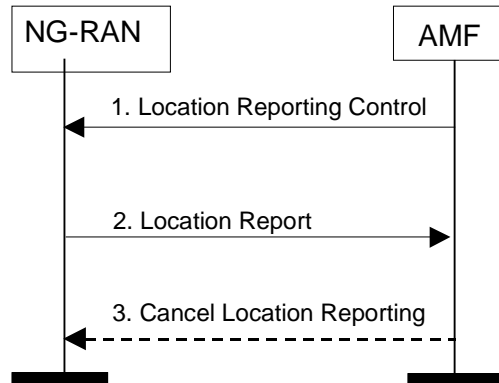 NG-RAN
AMF
1. Location Reporting Control
2. Location Report
3. Cancel Location Reporting